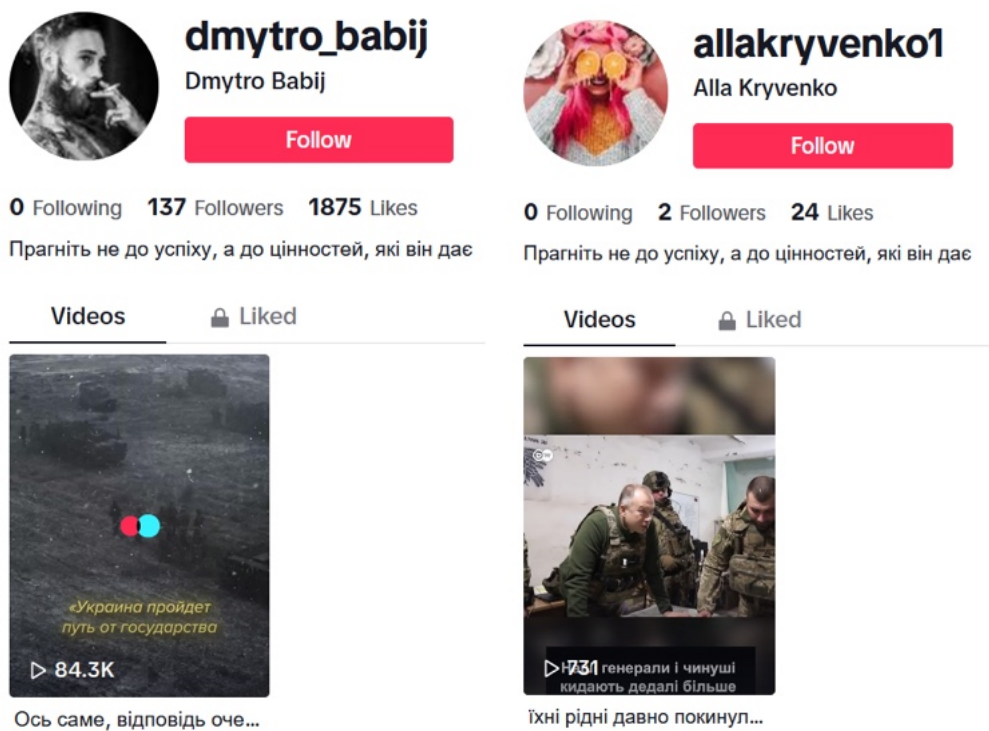 dmytro_babij
Dmytro Babij
Follow
0 Following 137 Followers 1875 Likes
Прагніть не до успіху, а до цінностей, які він дає
Videos Liked
«Украина пройдет
путь от государства
84.3K
Ось саме, відповідь оче...
allakryvenko1
Alla Kryvenko
Follow
0 Following 2 Followers 24 Likes
Прагніть не до успіху, а до цінностей, які він дає
Videos Liked
DW
731 генерали і чинуші
кидають дедалі більше
їхні рідні давно покинул...